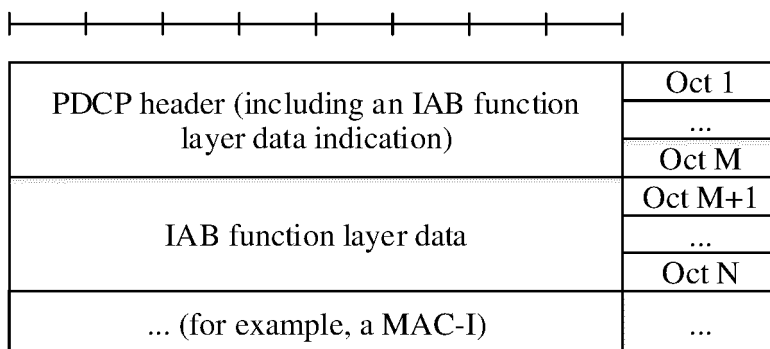 PDCP header (including an IAB function
layer data indication)
Oct 1
...
Oct M
IAB function layer data
Oct M+1
...
Oct N
... (for example, a MAC-I)
...